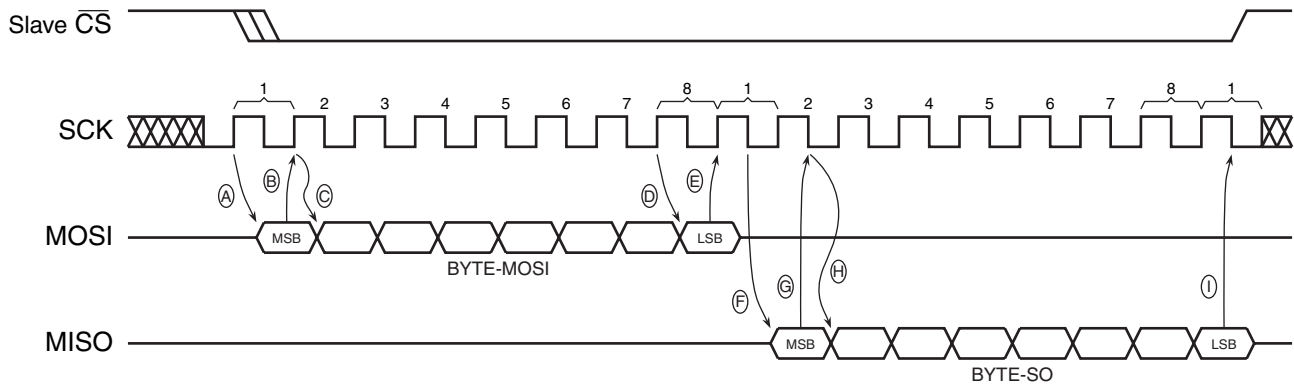 Slave CS
1 2 3 4 5 6 7 8 1 2 3 4 5 6 7 8 1
SCK
A B C D E
MOSI MSB LSB
BYTE-MOSI
F G H I
MISO MSB LSB
BYTE-SO